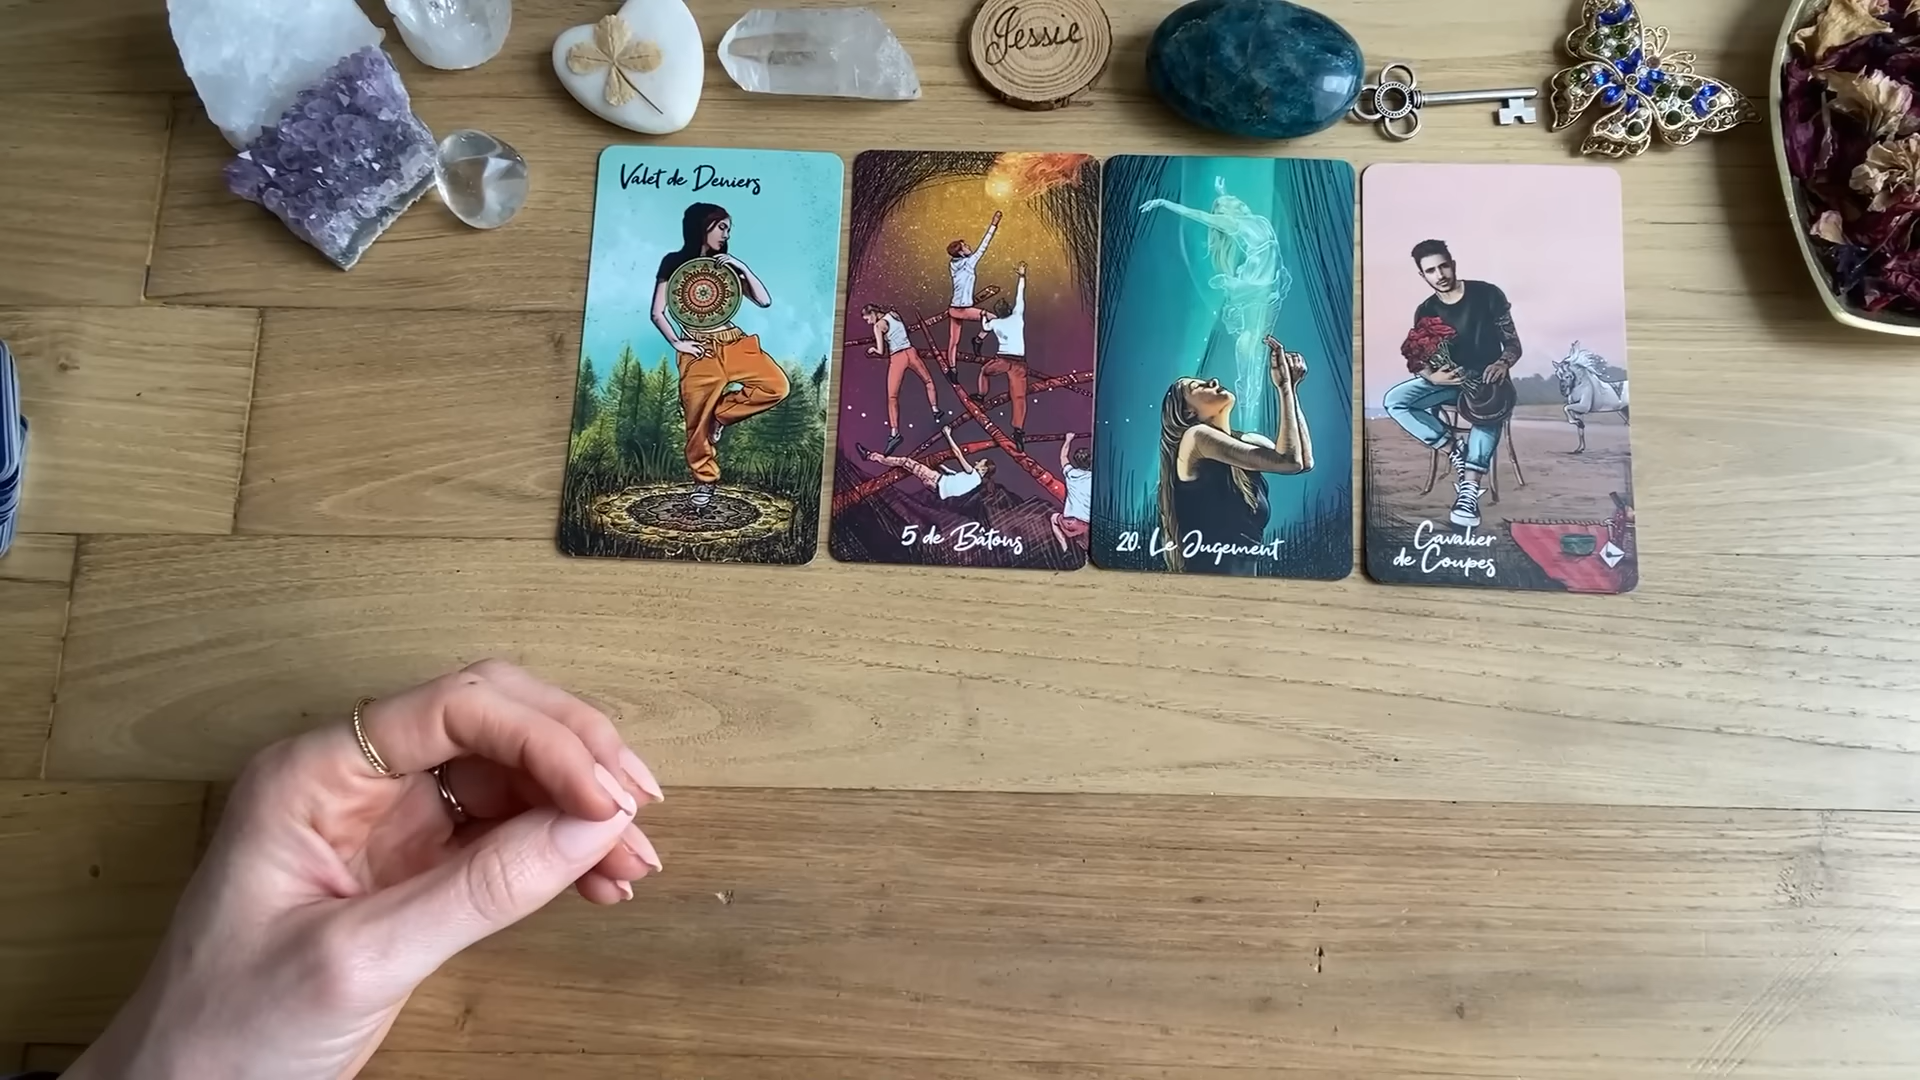 Jessie
Valet de Deniers
5 de Bâtons
20. Le Jugement
Cavalier
de Coupes